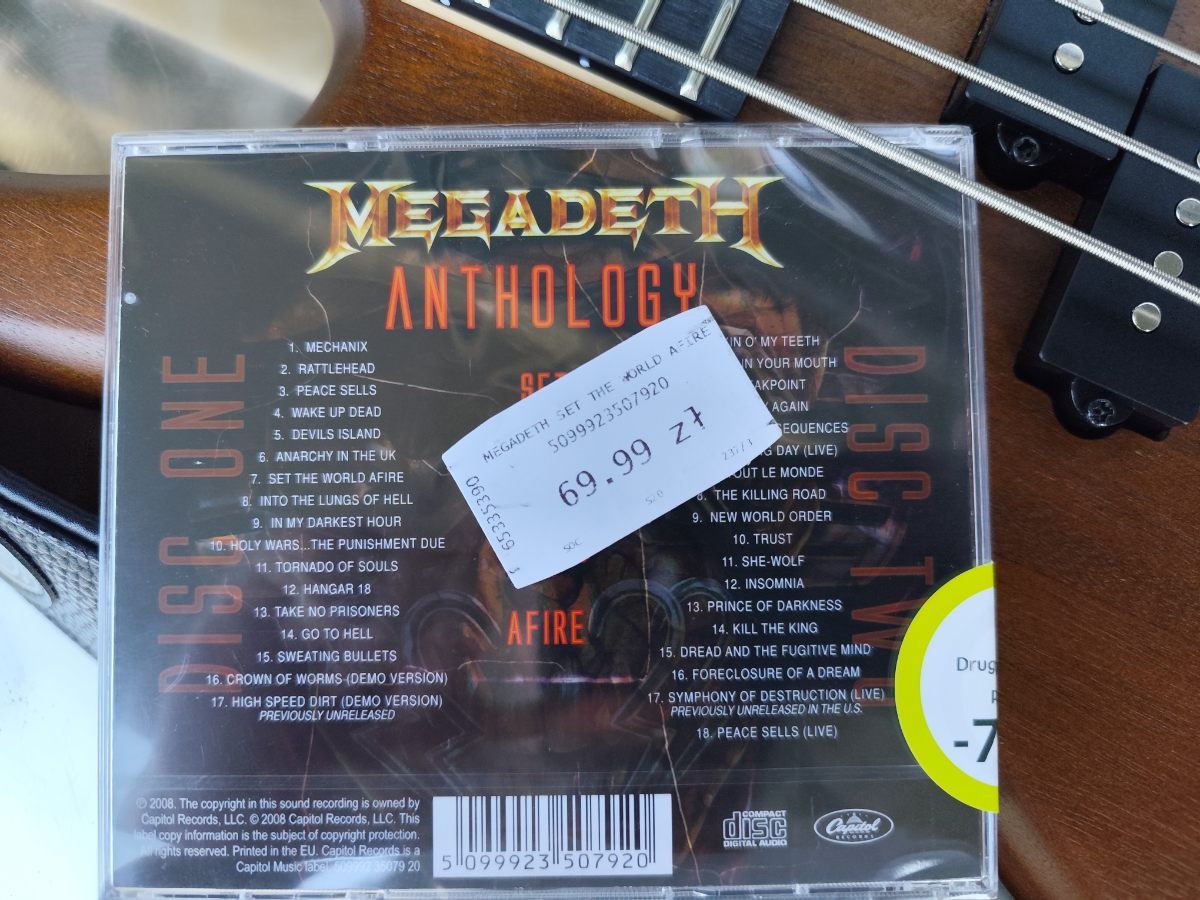 MEGADETH
ANTHOLOGY
SET
AFIRE
DISC ONE
1. MECHANIX
2. RATTLEHEAD
3. PEACE SELLS
4. WAKE UP DEAD
5. DEVILS ISLAND
6. ANARCHY IN THE UK
7. SET THE WORLD AFIRE
8. INTO THE LUNGS OF HELL
9. IN MY DARKEST HOUR
10. HOLY WARS...THE PUNISHMENT DUE
11. TORNADO OF SOULS
12. HANGAR 18
13. TAKE NO PRISONERS
14. GO TO HELL
15. SWEATING BULLETS
16. CROWN OF WORMS (DEMO VERSION)
17. HIGH SPEED DIRT (DEMO VERSION)
PREVIOUSLY UNRELEASED
MEGADETH SET THE WORLD AFIRE
5099923507920
69.99 zł
237/3
S20
SOC
65335390
DISC TWO
O' MY TEETH
IN YOUR MOUTH
AGAIN
DAY (LIVE)
OUT LE MONDE
8. THE KILLING ROAD
9. NEW WORLD ORDER
10. TRUST
11. SHE-WOLF
12. INSOMNIA
13. PRINCE OF DARKNESS
14. KILL THE KING
15. DREAD AND THE FUGITIVE MIND
16. FORECLOSURE OF A DREAM
17. SYMPHONY OF DESTRUCTION (LIVE)
PREVIOUSLY UNRELEASED IN THE U.S.
18. PEACE SELLS (LIVE)
Drug
p
-7
℗ 2008. The copyright in this sound recording is owned by
Capitol Records, LLC. © 2008 Capitol Records, LLC. This
label copy information is the subject of copyright protection.
All rights reserved. Printed in the EU. Capitol Records is a
Capitol Music label. 509992 35079 20
5 099923 507920
COMPACT
disc
DIGITAL AUDIO
Capitol
RECORDS